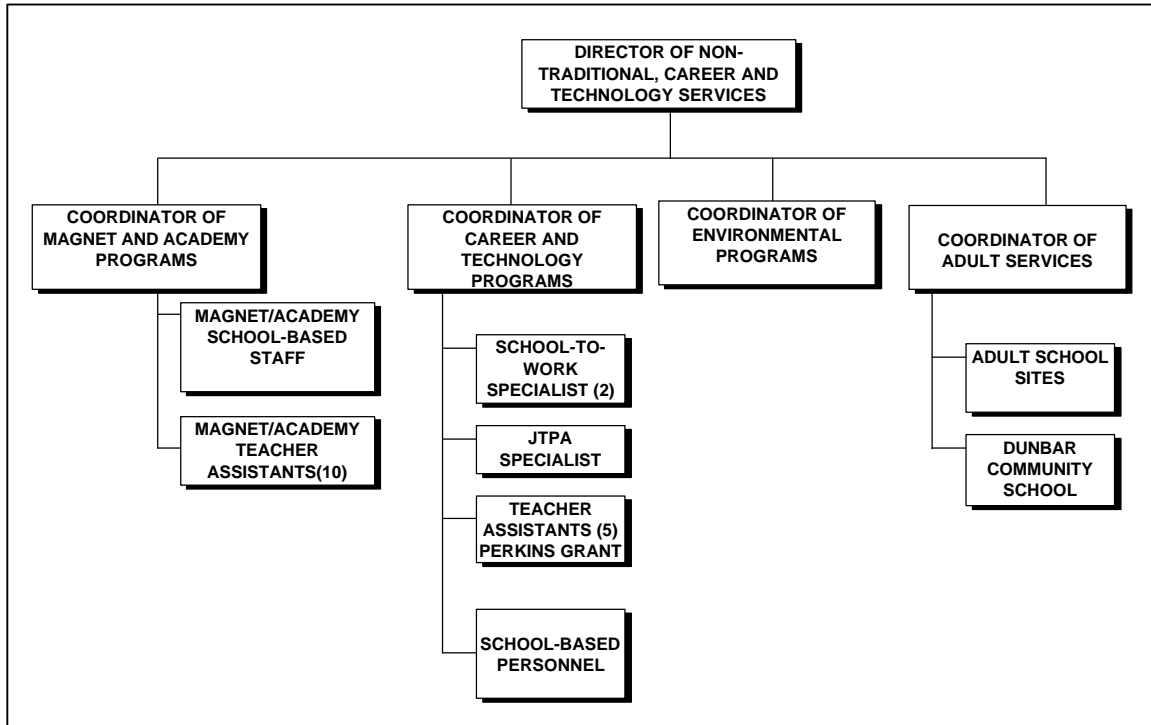 DIRECTOR OF NON-
TRADITIONAL, CAREER AND
TECHNOLOGY SERVICES
COORDINATOR OF
MAGNET AND ACADEMY
PROGRAMS
COORDINATOR OF
CAREER AND
TECHNOLOGY
PROGRAMS
COORDINATOR OF
ENVIRONMENTAL
PROGRAMS
COORDINATOR OF
ADULT SERVICES
MAGNET/ACADEMY
SCHOOL-BASED
STAFF
MAGNET/ACADEMY
TEACHER
ASSISTANTS(10)
SCHOOL-TO-
WORK
SPECIALIST (2)
JTPA
SPECIALIST
TEACHER
ASSISTANTS (5)
PERKINS GRANT
SCHOOL-BASED
PERSONNEL
ADULT SCHOOL
SITES
DUNBAR
COMMUNITY
SCHOOL